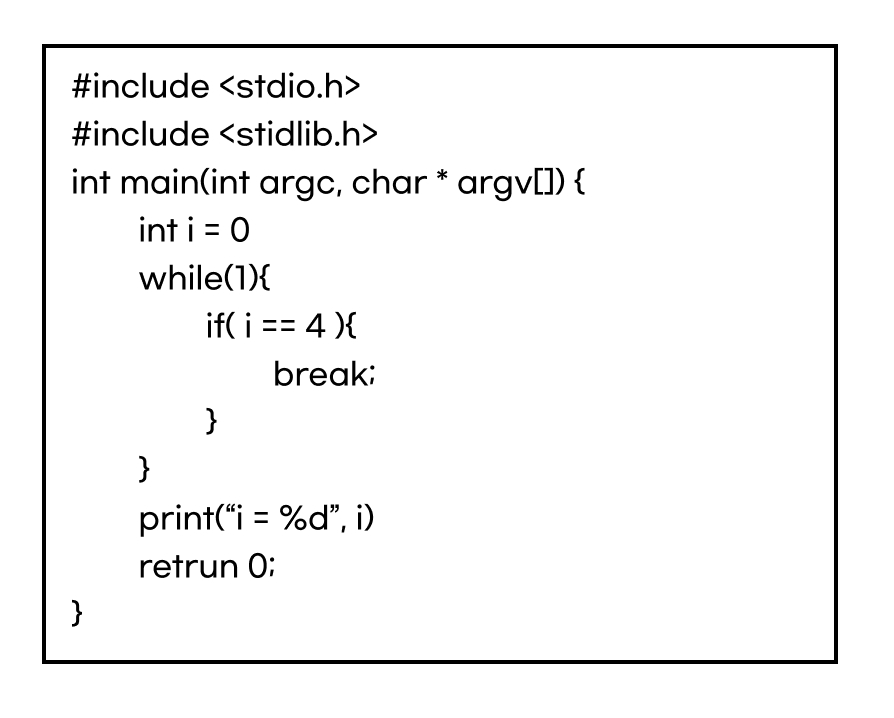 #include <stdio.h>
#include <stidlib.h>
int main(int argc, char * argv[]) {
int i = 0
while(1){
if( i == 4 ){
break;
}
}
print(“i = %d”, i)
retrun 0;
}